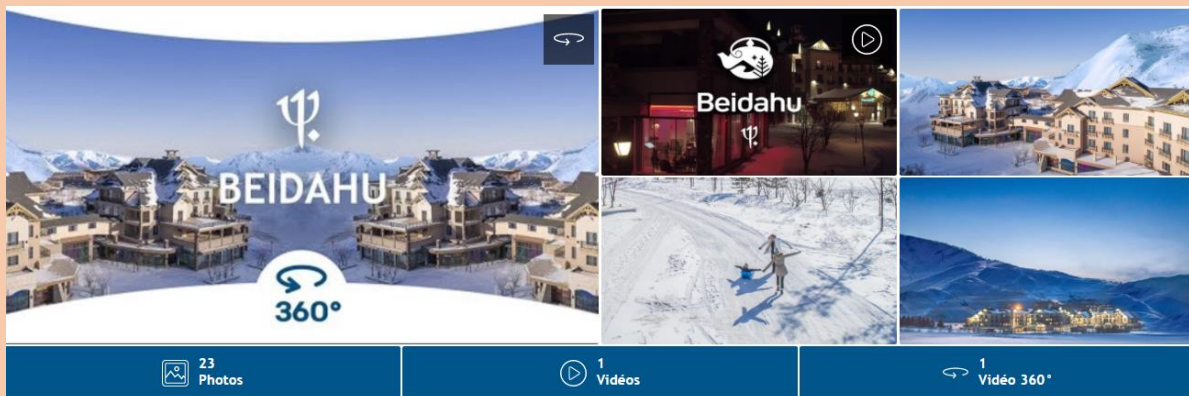 BEIDAHU
360°
Beidahu
23
Photos
1
Vidéos
1
Vidéo 360°